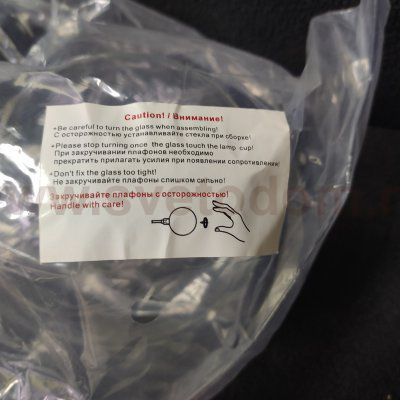 Caution! / Внимание!
*Be careful to turn the glass when assembling!
С осторожностью устанавливайте стекла при сборке!
*Please stop turning once the glass touch the lamp cup!
При закручивании плафонов необходимо
прекратить прилагать усилия при появлении сопротивления!
*Don't fix the glass too tight!
Не закручивайте плафоны слишком сильно!
Закручивайте плафоны с осторожностью!
Handle with care!